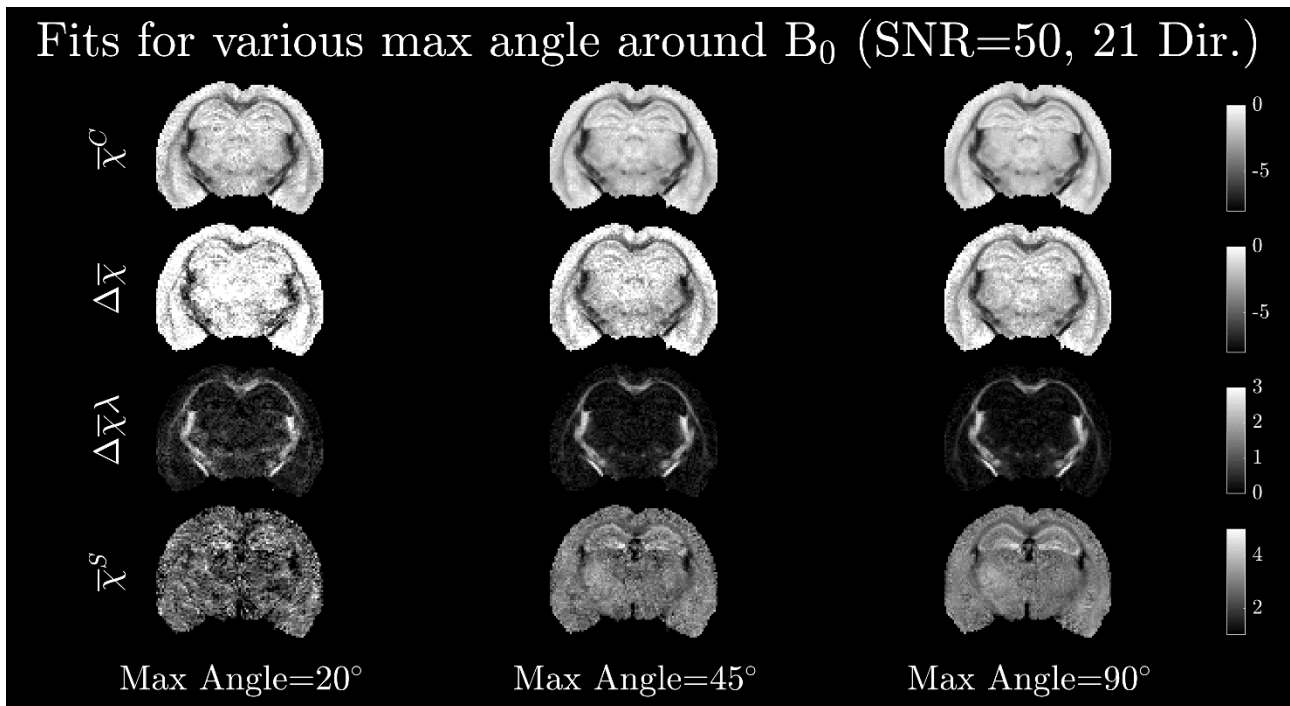 Fits for various max angle around B₀ (SNR=50, 21 Dir.)
χ̅ᶜ
0
-5
Δχ̅
0
-5
Δχ̅λ
3
2
1
0
χ̅ˢ
4
2
Max Angle=20° Max Angle=45° Max Angle=90°